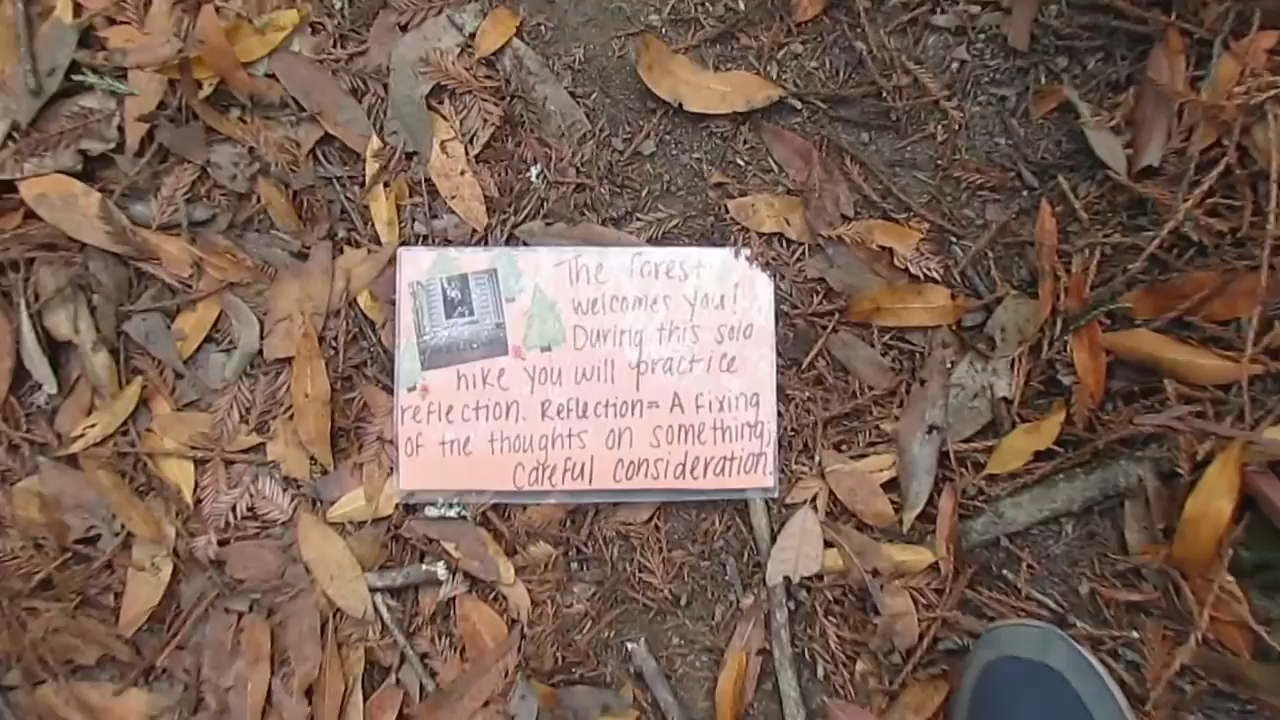 The forest
welcomes you!
During this solo
hike you will practice
reflection. Reflection= A fixing
of the thoughts on something;
careful consideration.